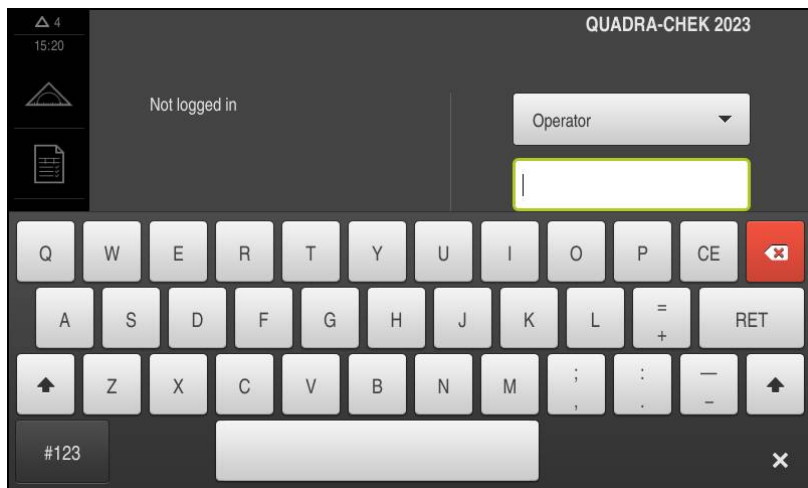 4
15:20
QUADRA-CHEK 2023
Not logged in
Operator
Q W E R T Y U I O P CE
A S D F G H J K L = + RET
Z X C V B N M ; , : . — –
#123